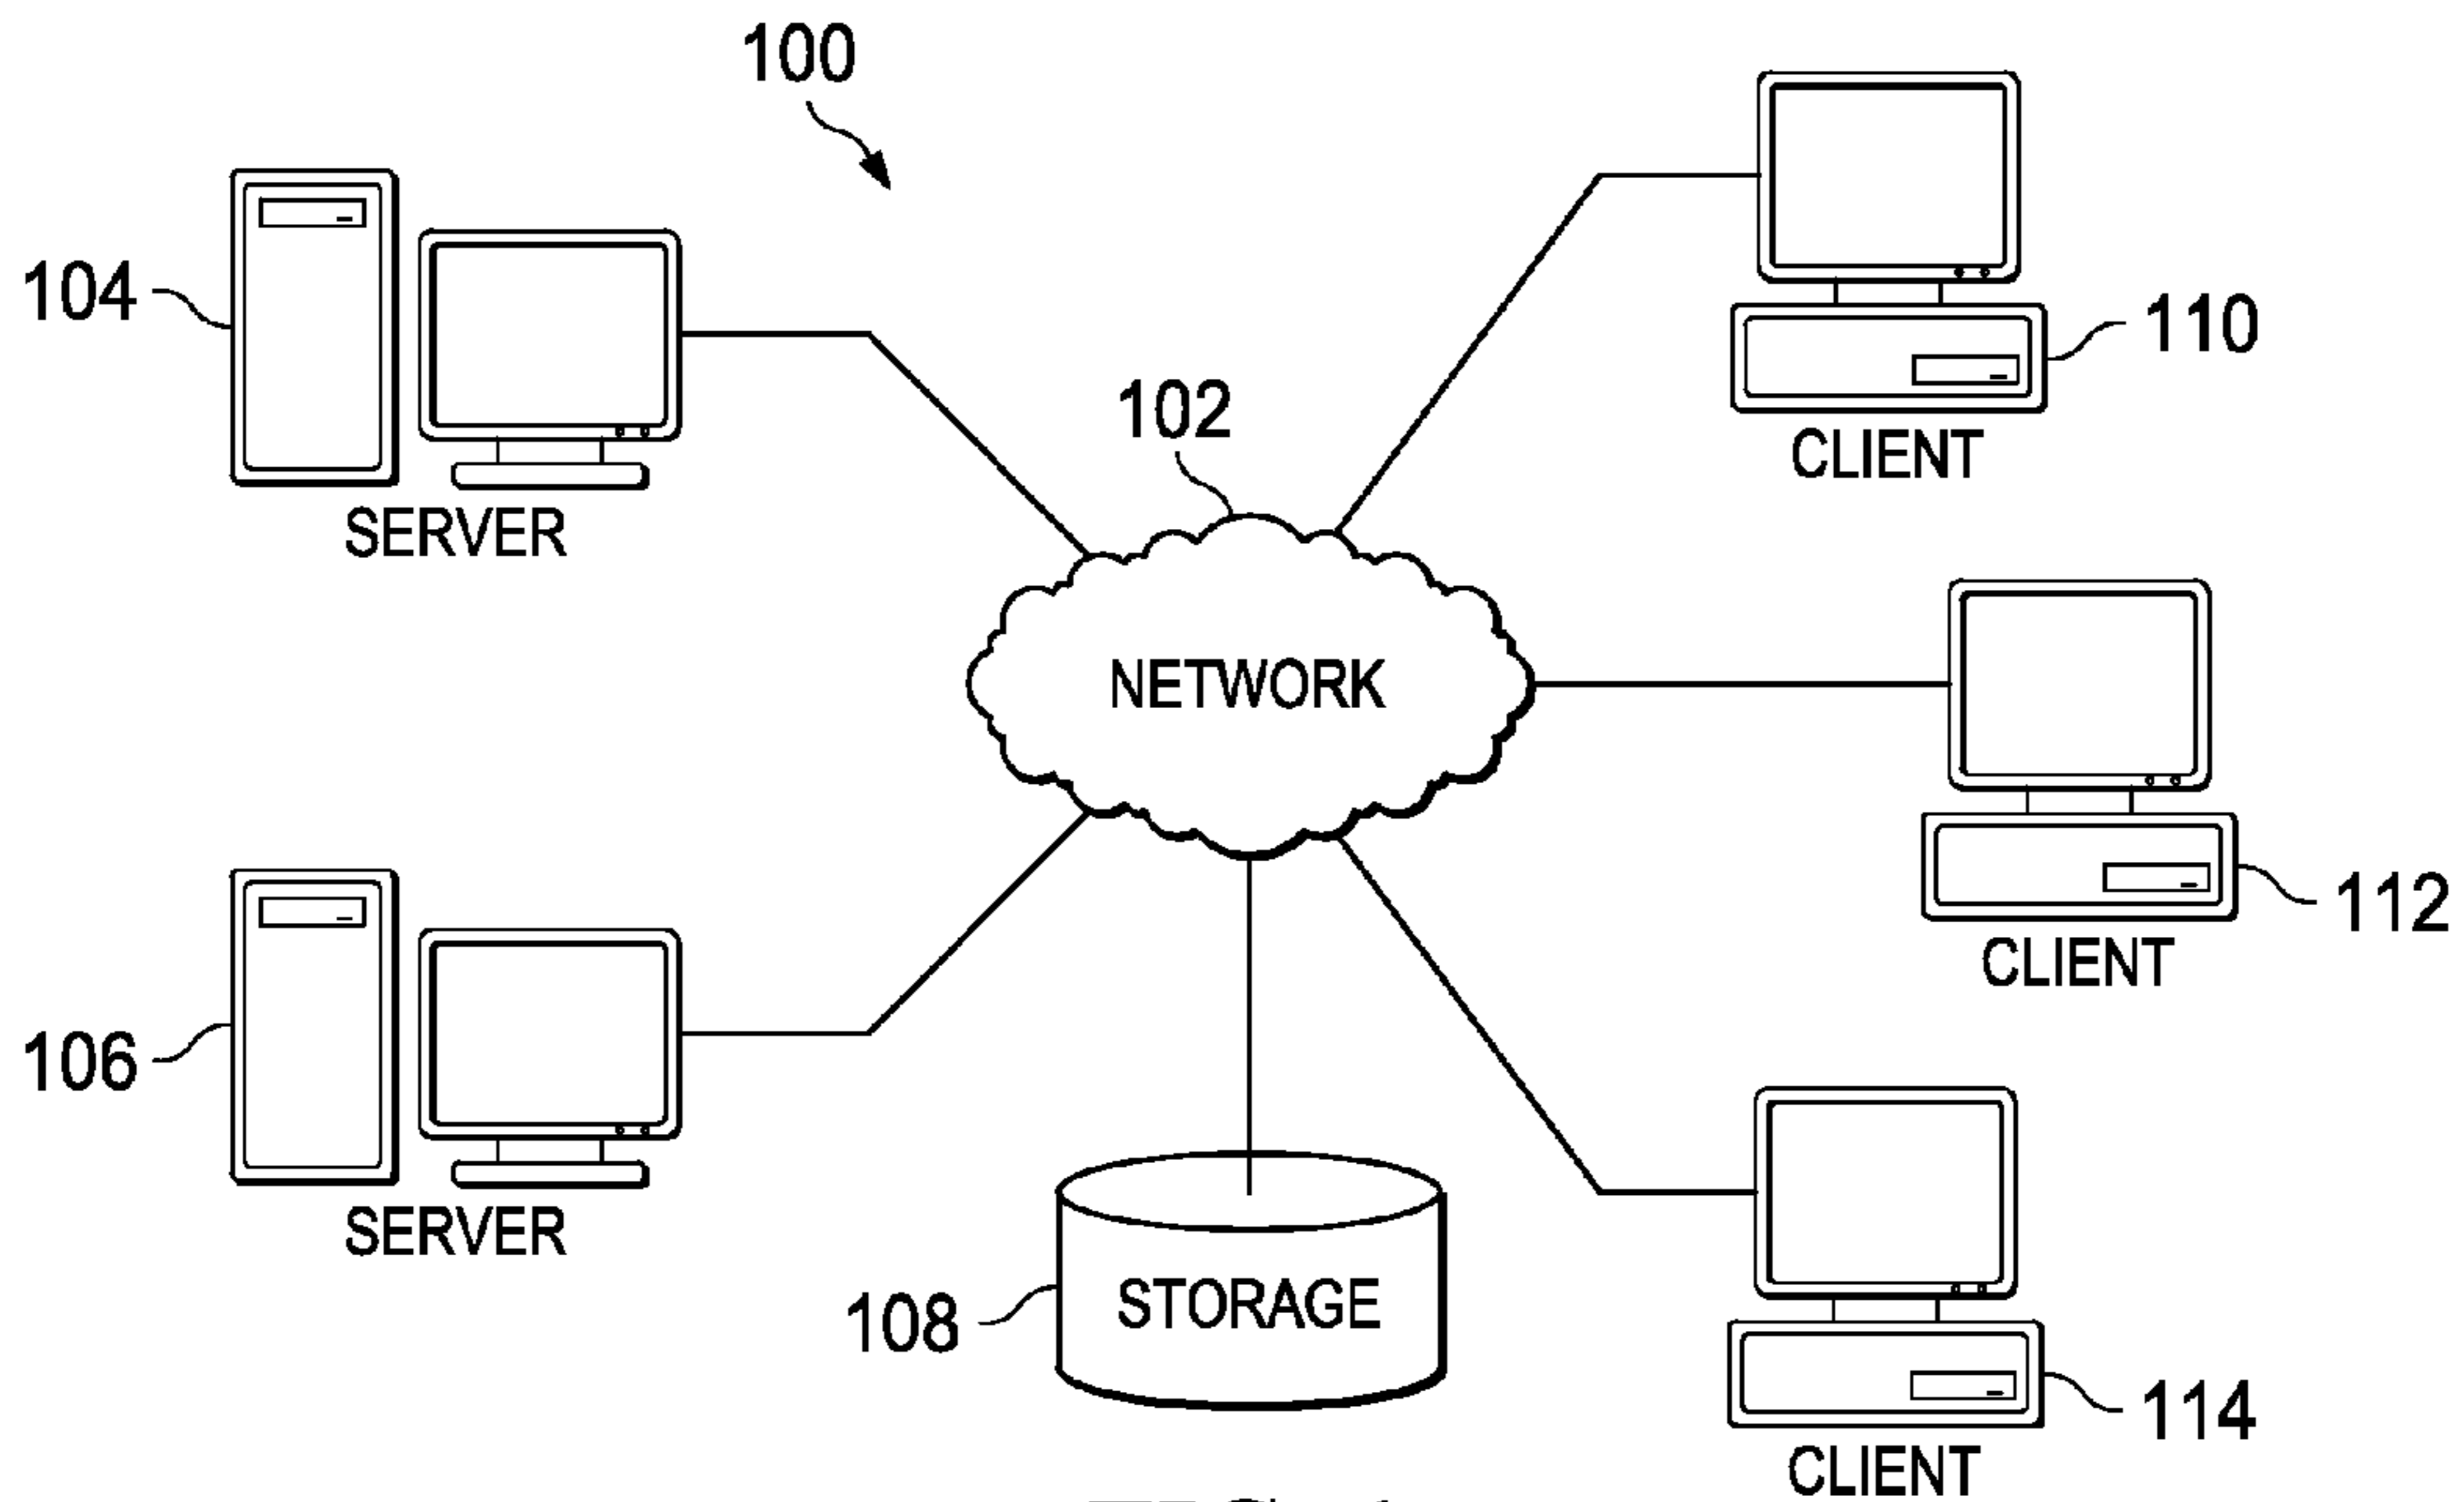 100
104
SERVER
102
110
CLIENT
NETWORK
112
CLIENT
106
SERVER
108
STORAGE
114
CLIENT